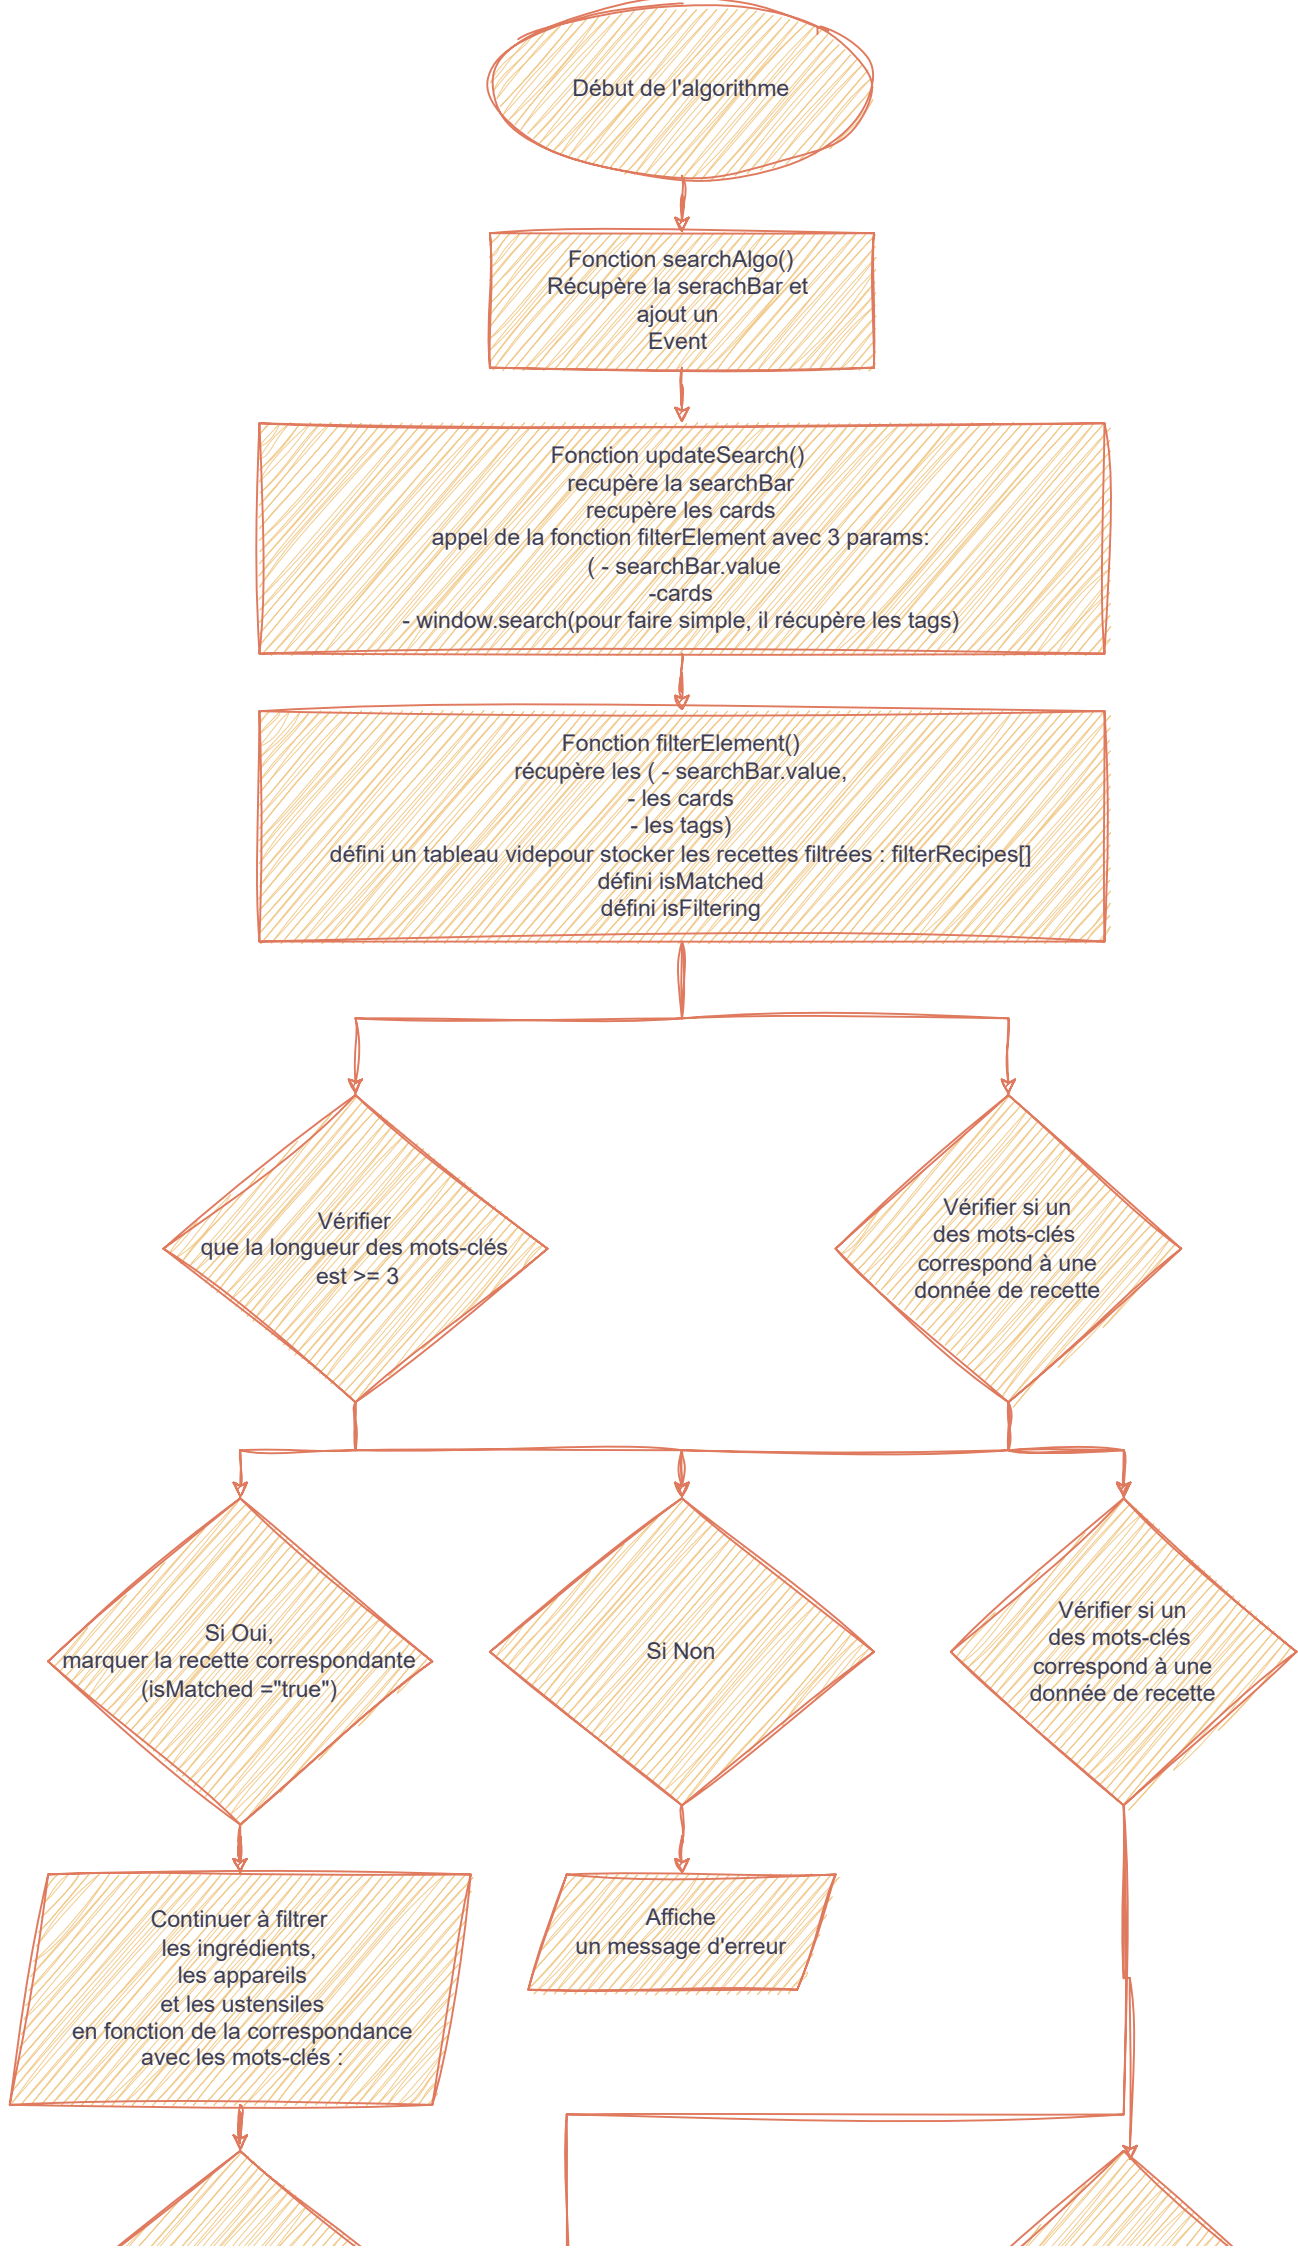 Début de l'algorithme
Fonction searchAlgo()
Récupère la serachBar et
ajout un
Event
Fonction updateSearch()
recupère la searchBar
recupère les cards
appel de la fonction filterElement avec 3 params:
( - searchBar.value
-cards
- window.search(pour faire simple, il récupère les tags)
Fonction filterElement()
récupère les ( - searchBar.value,
- les cards
- les tags)
défini un tableau videpour stocker les recettes filtrées : filterRecipes[]
défini isMatched
défini isFiltering
Vérifier
que la longueur des mots-clés
est >= 3
Vérifier si un
des mots-clés
correspond à une
donnée de recette
Si Oui,
marquer la recette correspondante
(isMatched ="true")
Si Non
Vérifier si un
des mots-clés
correspond à une
donnée de recette
Continuer à filtrer
les ingrédients,
les appareils
et les ustensiles
en fonction de la correspondance
avec les mots-clés :
Affiche
un message d'erreur